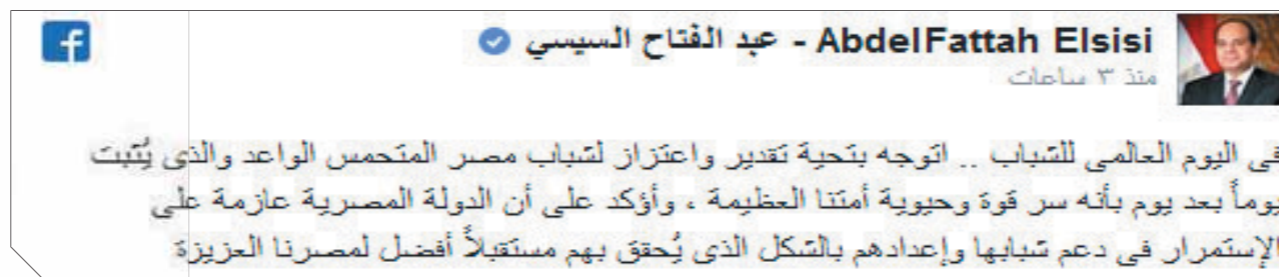 AbdelFattah Elsisi - عبد الفتاح السيسي
منذ ٣ ساعات
فى اليوم العالمى للشباب .. اتوجه بتحية تقدير واعتزاز لشباب مصر المتحمس الواعد والذى يُثبت
يوماً بعد يوم بأنه سر قوة وحيوية أمتنا العظيمة ، وأؤكد على أن الدولة المصرية عازمة على
الإستمرار فى دعم شبابها وإعدادهم بالشكل الذى يُحقق بهم مستقبلاً أفضل لمصرنا العزيزة